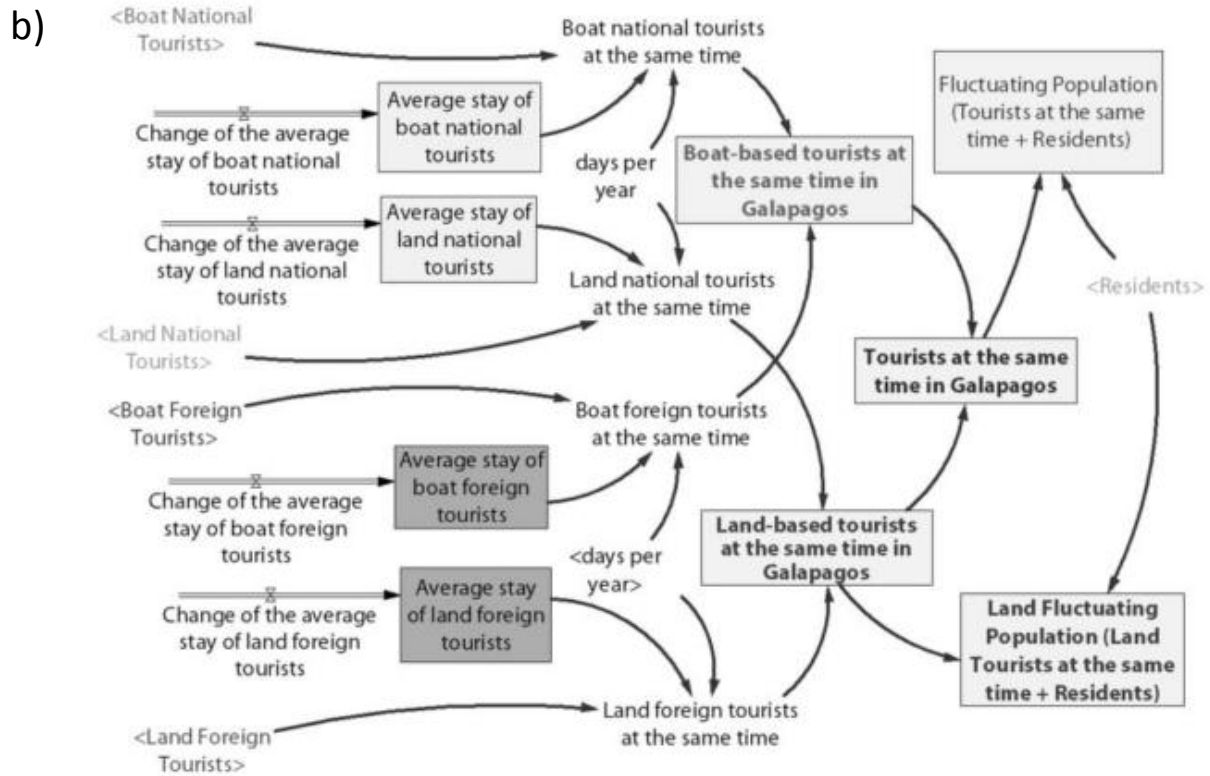 b)
<Boat National
Tourists>
Boat national tourists
at the same time
Average stay of
boat national
tourists
Change of the average
stay of boat national
tourists
days per
year
Boat-based tourists at
the same time in
Galapagos
Fluctuating Population
(Tourists at the same
time + Residents)
Average stay of
land national
tourists
Change of the average
stay of land national
tourists
Land national tourists
at the same time
<Residents>
<Land National
Tourists>
Tourists at the same
time in Galapagos
<Boat Foreign
Tourists>
Boat foreign tourists
at the same time
Average stay of
boat foreign
tourists
Change of the average
stay of boat foreign
tourists
<days per
year>
Land-based tourists
at the same time in
Galapagos
Average stay
of land foreign
tourists
Change of the average
stay of land foreign
tourists
Land Fluctuating
Population (Land
Tourists at the same
time + Residents)
Land foreign tourists
at the same time
<Land Foreign
Tourists>